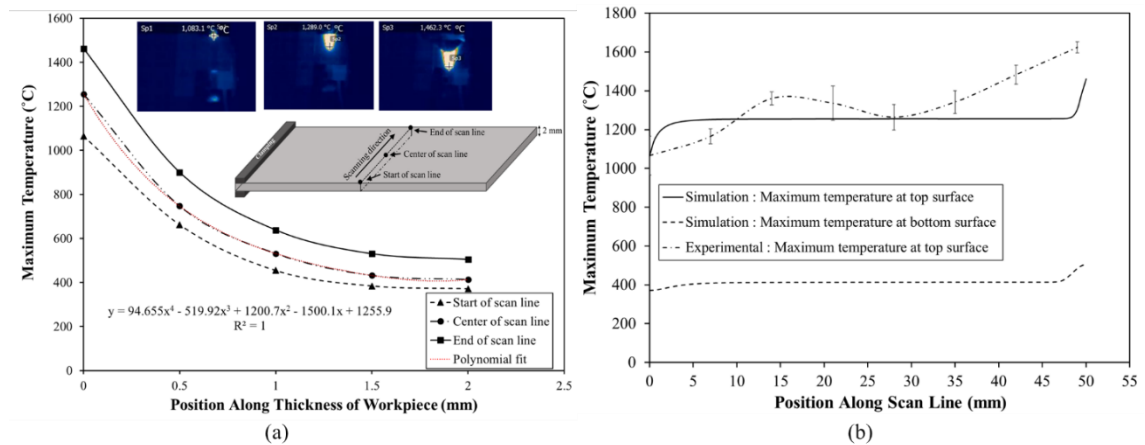 (a)
1600
1400
1200
1000
800
600
400
200
0
Maximum Temperature (˚C)
Sp1 1,083.1 °C
Sp2 1,289.0 °C °C
Sp3 1,462.3 °C °C
Clamping
Scanning direction
End of scan line
Center of scan line
Start of scan line
2 mm
y = 94.655x⁴ - 519.92x³ + 1200.7x² - 1500.1x + 1255.9
R² = 1
Start of scan line
Center of scan line
End of scan line
Polynomial fit
0 0.5 1 1.5 2 2.5
Position Along Thickness of Workpiece (mm)
(a)
(b)
1800
1600
1400
1200
1000
800
600
400
200
0
Maximum Temperature (˚C)
Simulation : Maximum temperature at top surface
Simulation : Maximum temperature at bottom surface
Experimental : Maximum temperature at top surface
0 5 10 15 20 25 30 35 40 45 50 55
Position Along Scan Line (mm)
(b)